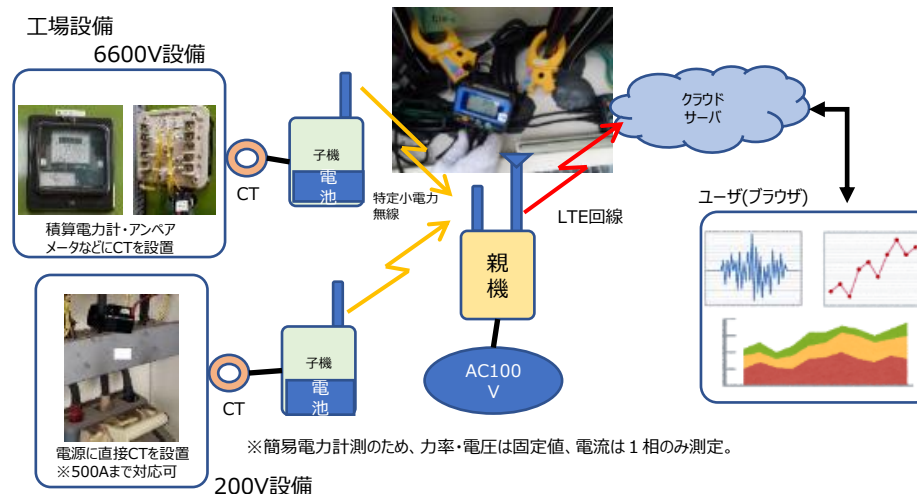 工場設備
6600V設備
積算電力計・アンペア
メータなどにCTを設置
CT
子機
電
池
特定小電力
無線
LTE回線
クラウド
サーバ
ユーザ(ブラウザ)
親
機
AC100
V
電源に直接CTを設置
※500Aまで対応可
200V設備
CT
子機
電
池
※簡易電力計測のため、力率・電圧は固定値、電流は１相のみ測定。